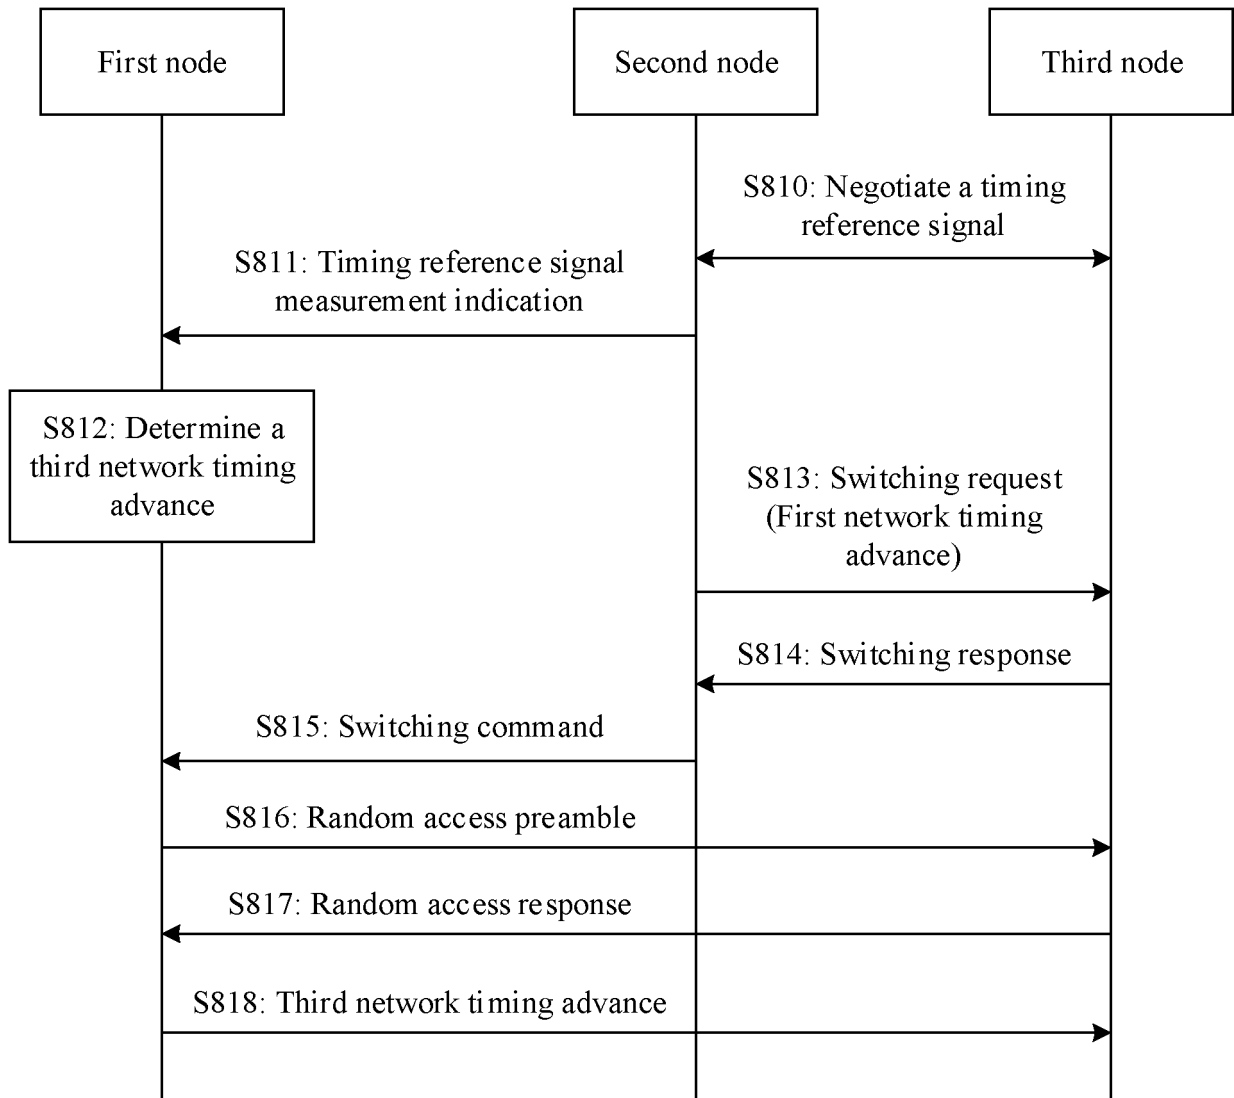 First node
Second node
Third node
S810: Negotiate a timing
reference signal
S811: Timing reference signal
measurement indication
S812: Determine a
third network timing
advance
S813: Switching request
(First network timing
advance)
S814: Switching response
S815: Switching command
S816: Random access preamble
S817: Random access response
S818: Third network timing advance